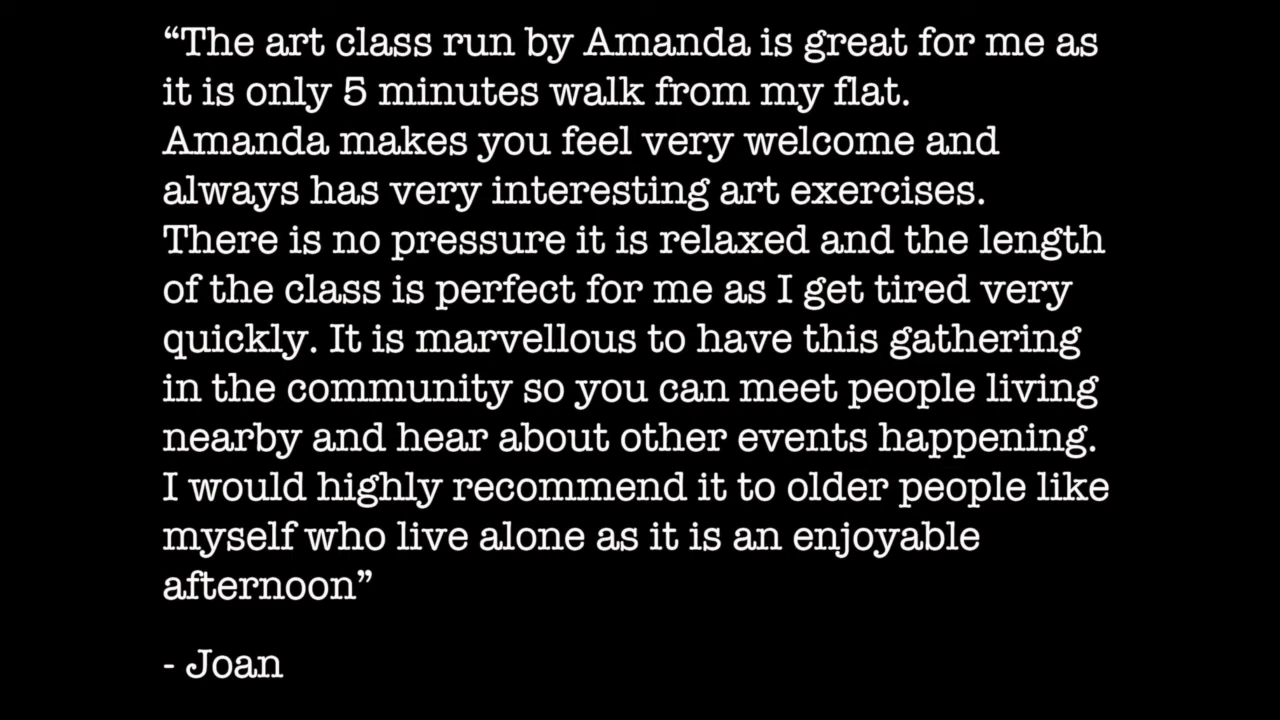 “The art class run by Amanda is great for me as
it is only 5 minutes walk from my flat.
Amanda makes you feel very welcome and
always has very interesting art exercises.
There is no pressure it is relaxed and the length
of the class is perfect for me as I get tired very
quickly. It is marvellous to have this gathering
in the community so you can meet people living
nearby and hear about other events happening.
I would highly recommend it to older people like
myself who live alone as it is an enjoyable
afternoon”
- Joan